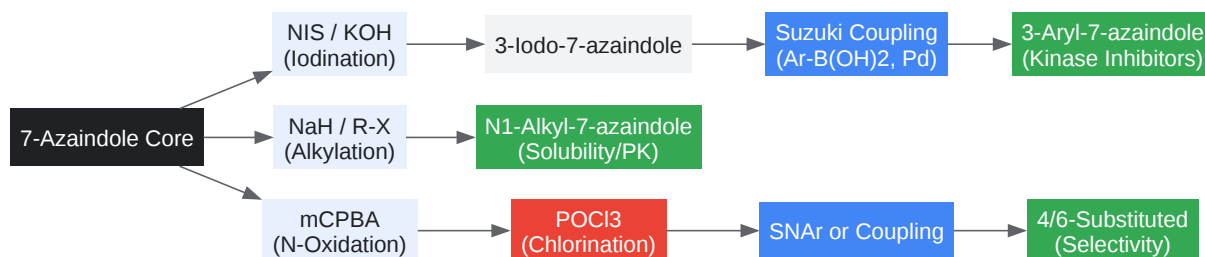 NIS / KOH
(Iodination)
3-Iodo-7-azaindole
Suzuki Coupling
(Ar-B(OH)2, Pd)
3-Aryl-7-azaindole
(Kinase Inhibitors)
7-Azaindole Core
NaH / R-X
(Alkylation)
N1-Alkyl-7-azaindole
(Solubility/PK)
mCPBA
(N-Oxidation)
POCl3
(Chlorination)
SNAr or Coupling
4/6-Substituted
(Selectivity)